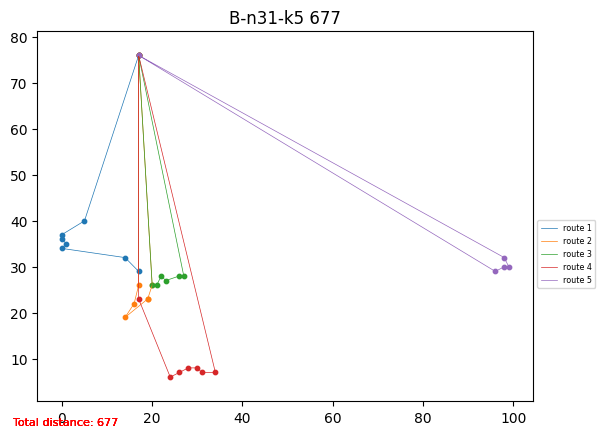 B-n31-k5 677
80
70
60
50
40
30
20
10
0 20 40 60 80 100
route 1
route 2
route 3
route 4
route 5
Total distance: 677